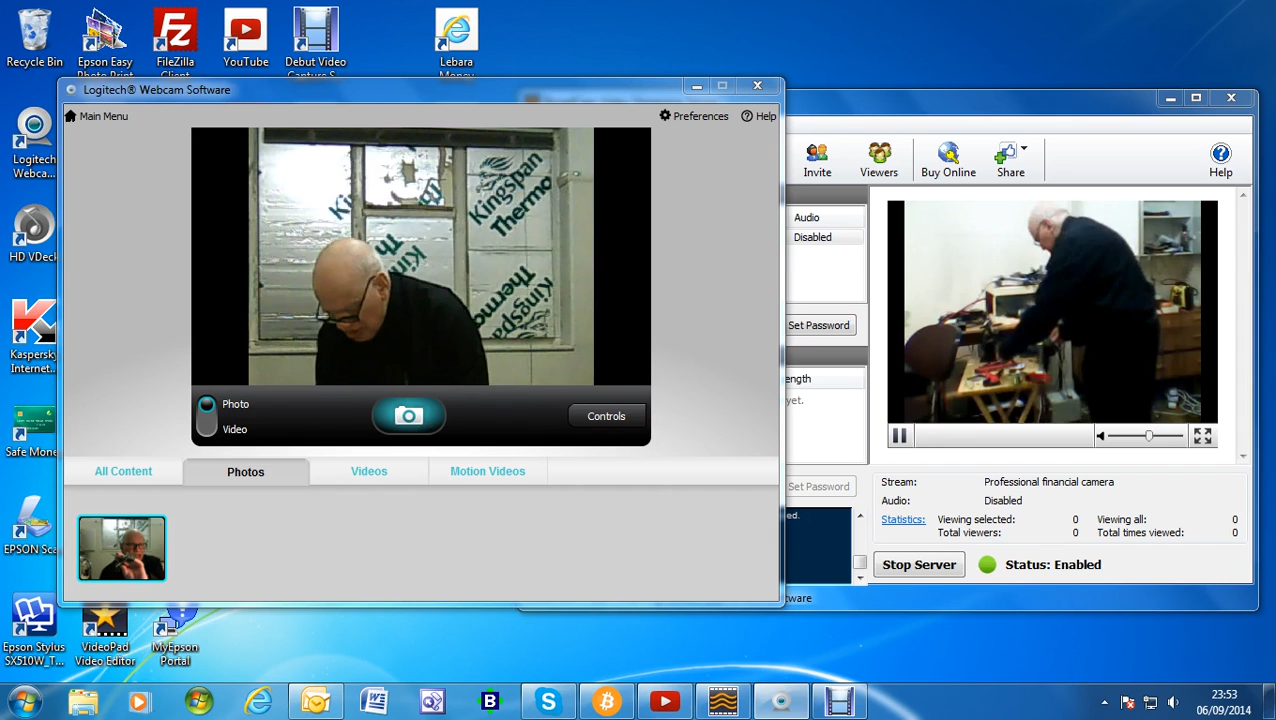 Recycle Bin
Epson Easy
Photo Print
FileZilla
Client
YouTube
Debut Video
Capture S...
Lebara
Money
Logitech® Webcam Software
Main Menu
Preferences
Help
Logitech
Webca...
HD VDeck
Kaspersky
Internet...
Safe Mone
EPSON Sca
Epson Stylus
SX510W_T...
VideoPad
Video Editor
MyEpson
Portal
Kingspan
Thermo
Kingspan
Thermo
Photo
Video
Controls
All Content
Photos
Videos
Motion Videos
Invite
Viewers
Buy Online
Share
Help
Audio
Disabled
Set Password
ength
yet.
Set Password
ed.
tware
Stream: Professional financial camera
Audio: Disabled
Statistics: Viewing selected: 0 Viewing all: 0
Total viewers: 0 Total times viewed: 0
Stop Server
Status: Enabled
23:53
06/09/2014